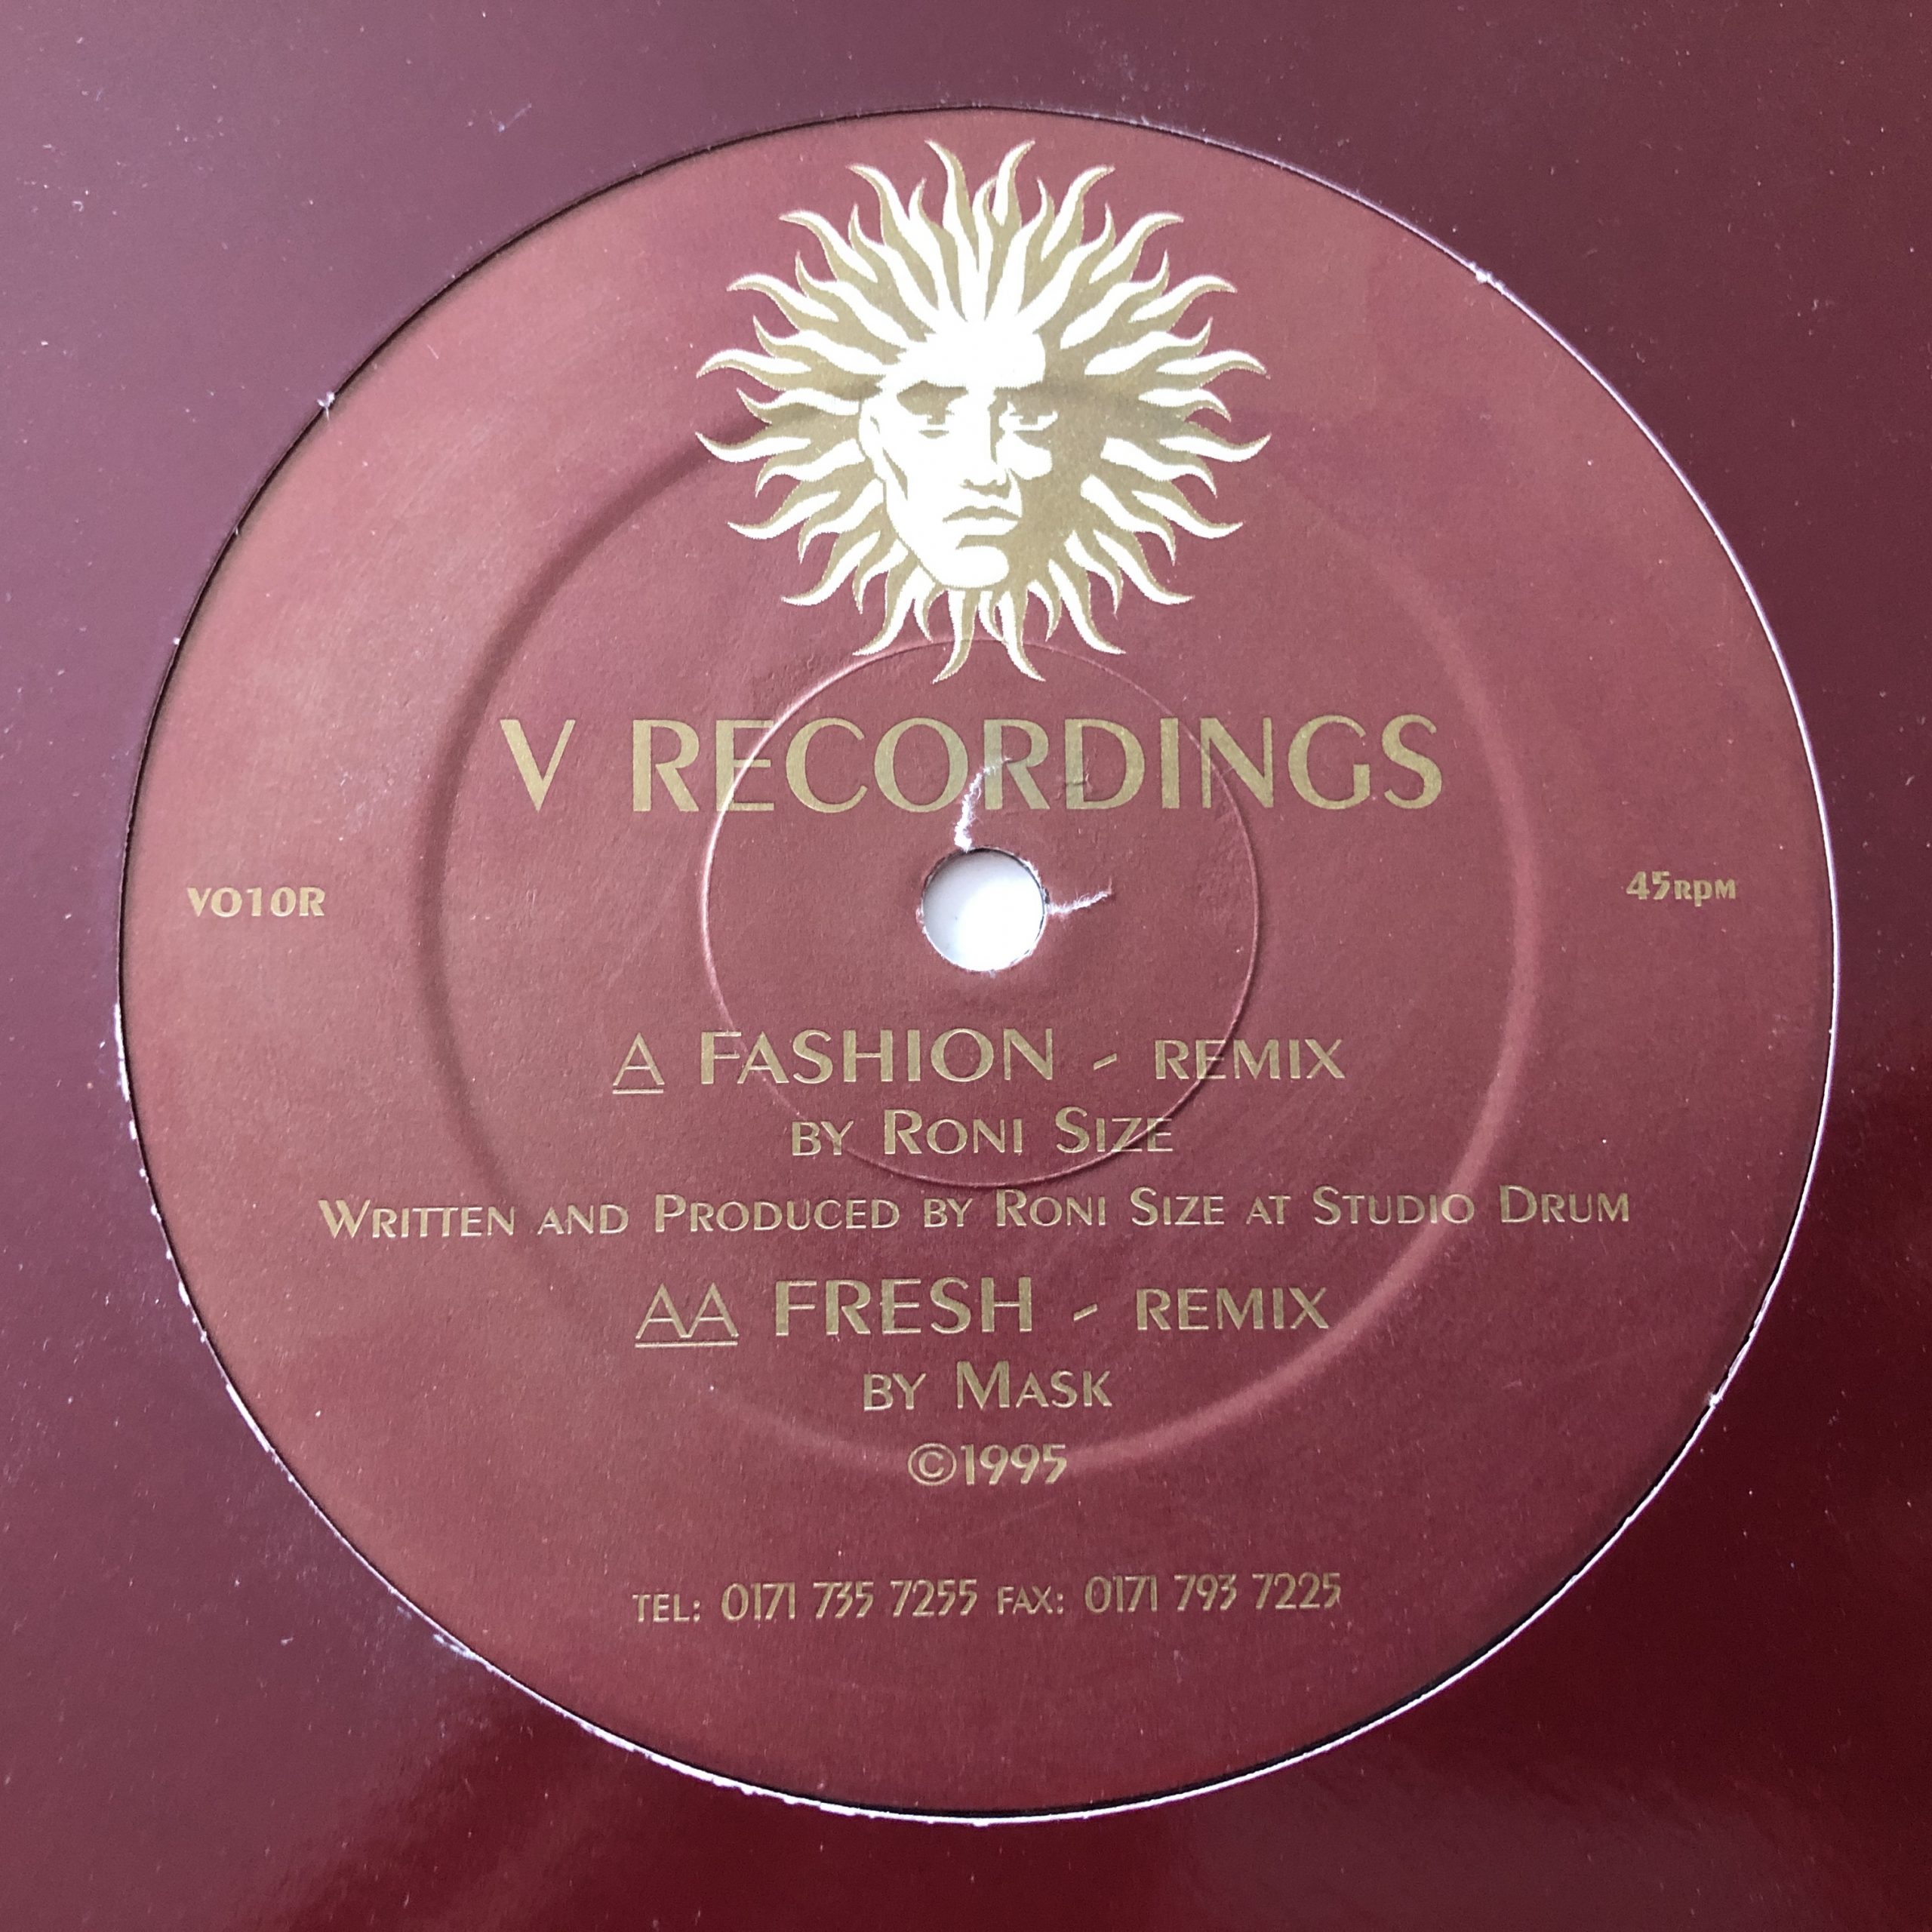 V RECORDINGS
VO10R
45RPM
A FASHION - REMIX
BY RONI SIZE
WRITTEN AND PRODUCED BY RONI SIZE AT STUDIO DRUM
AA FRESH - REMIX
BY MASK
©1995
TEL: 0171 735 7255 FAX: 0171 793 7225